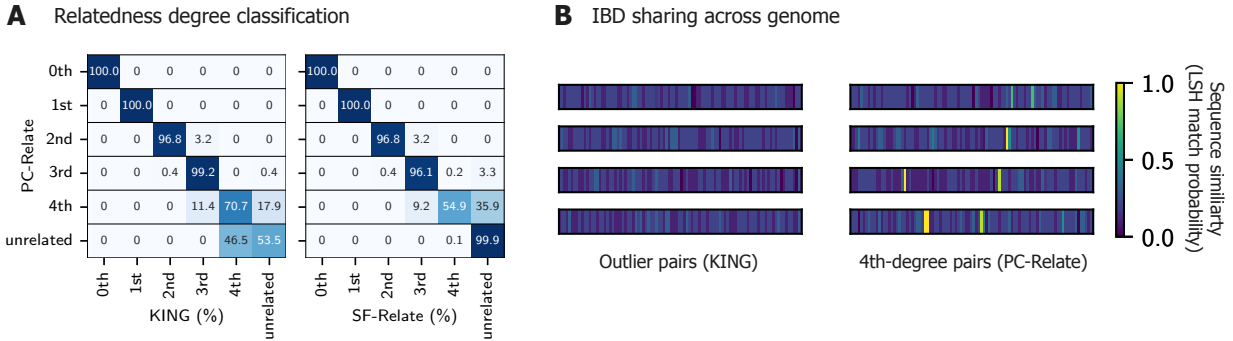 A Relatedness degree classification
0th 100.0 0 0 0 0 0
1st 0 100.0 0 0 0 0
2nd 0 0 96.8 3.2 0 0
3rd 0 0 0.4 99.2 0 0.4
4th 0 0 0 11.4 70.7 17.9
unrelated 0 0 0 0 46.5 53.5
PC-Relate
0th 1st 2nd 3rd 4th unrelated
KING (%)
100.0 0 0 0 0 0
0 100.0 0 0 0 0
0 0 96.8 3.2 0 0
0 0 0.4 96.1 0.2 3.3
0 0 0 9.2 54.9 35.9
0 0 0 0 0.1 99.9
0th 1st 2nd 3rd 4th unrelated
SF-Relate (%)
B IBD sharing across genome
Outlier pairs (KING)
4th-degree pairs (PC-Relate)
1.0
0.5
0.0
Sequence similiarty
(LSH match probability)